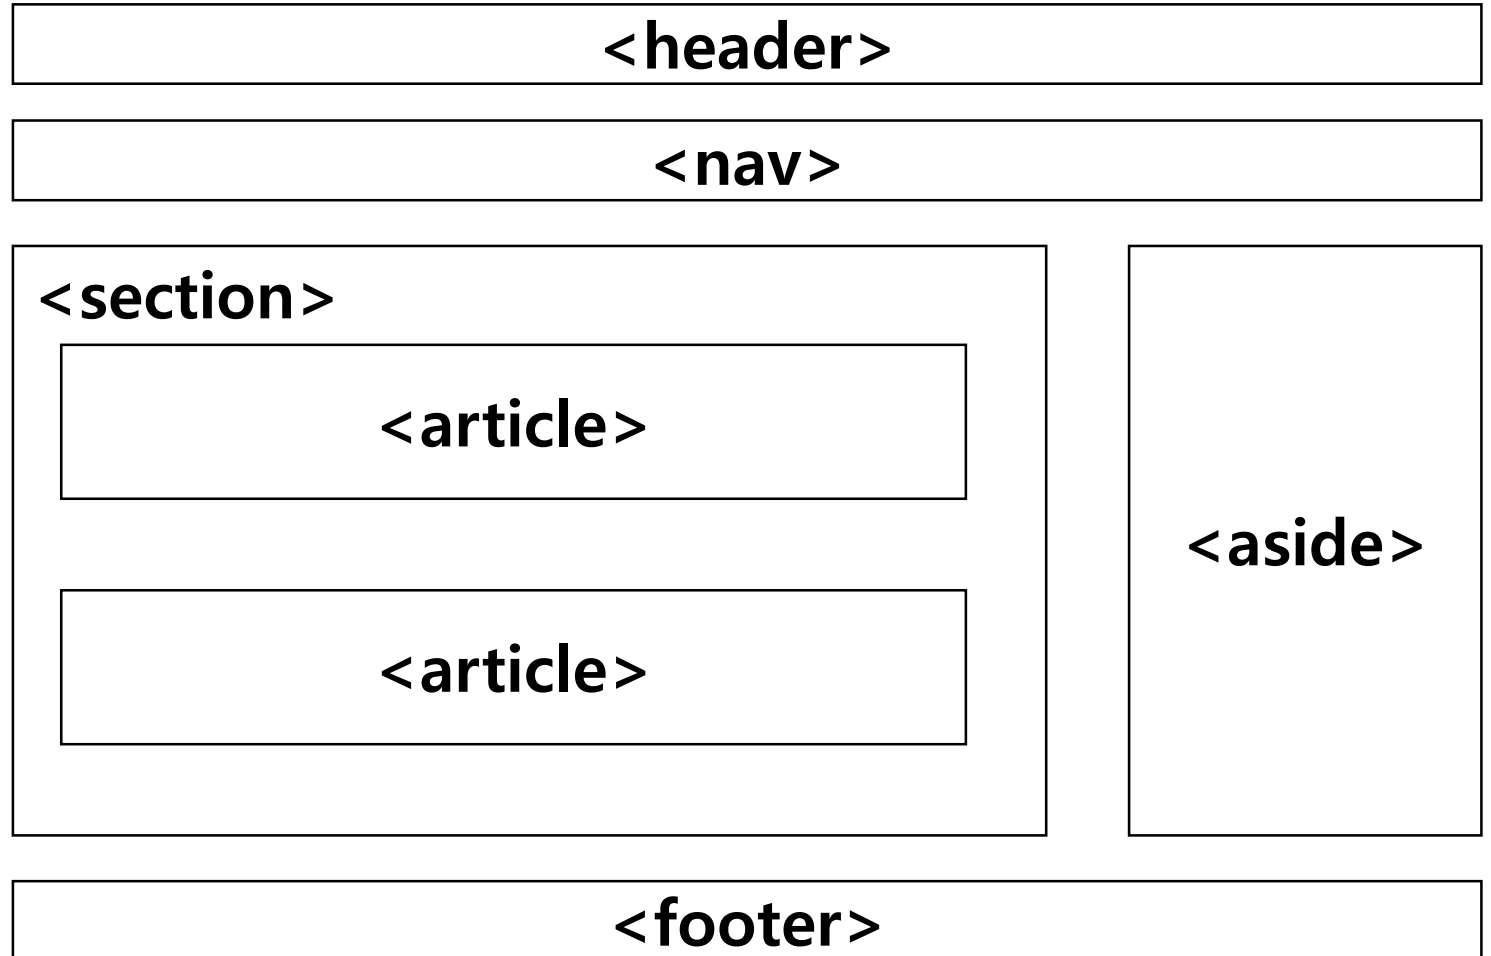 <header>
<nav>
<section>
<article>
<article>
<aside>
<footer>